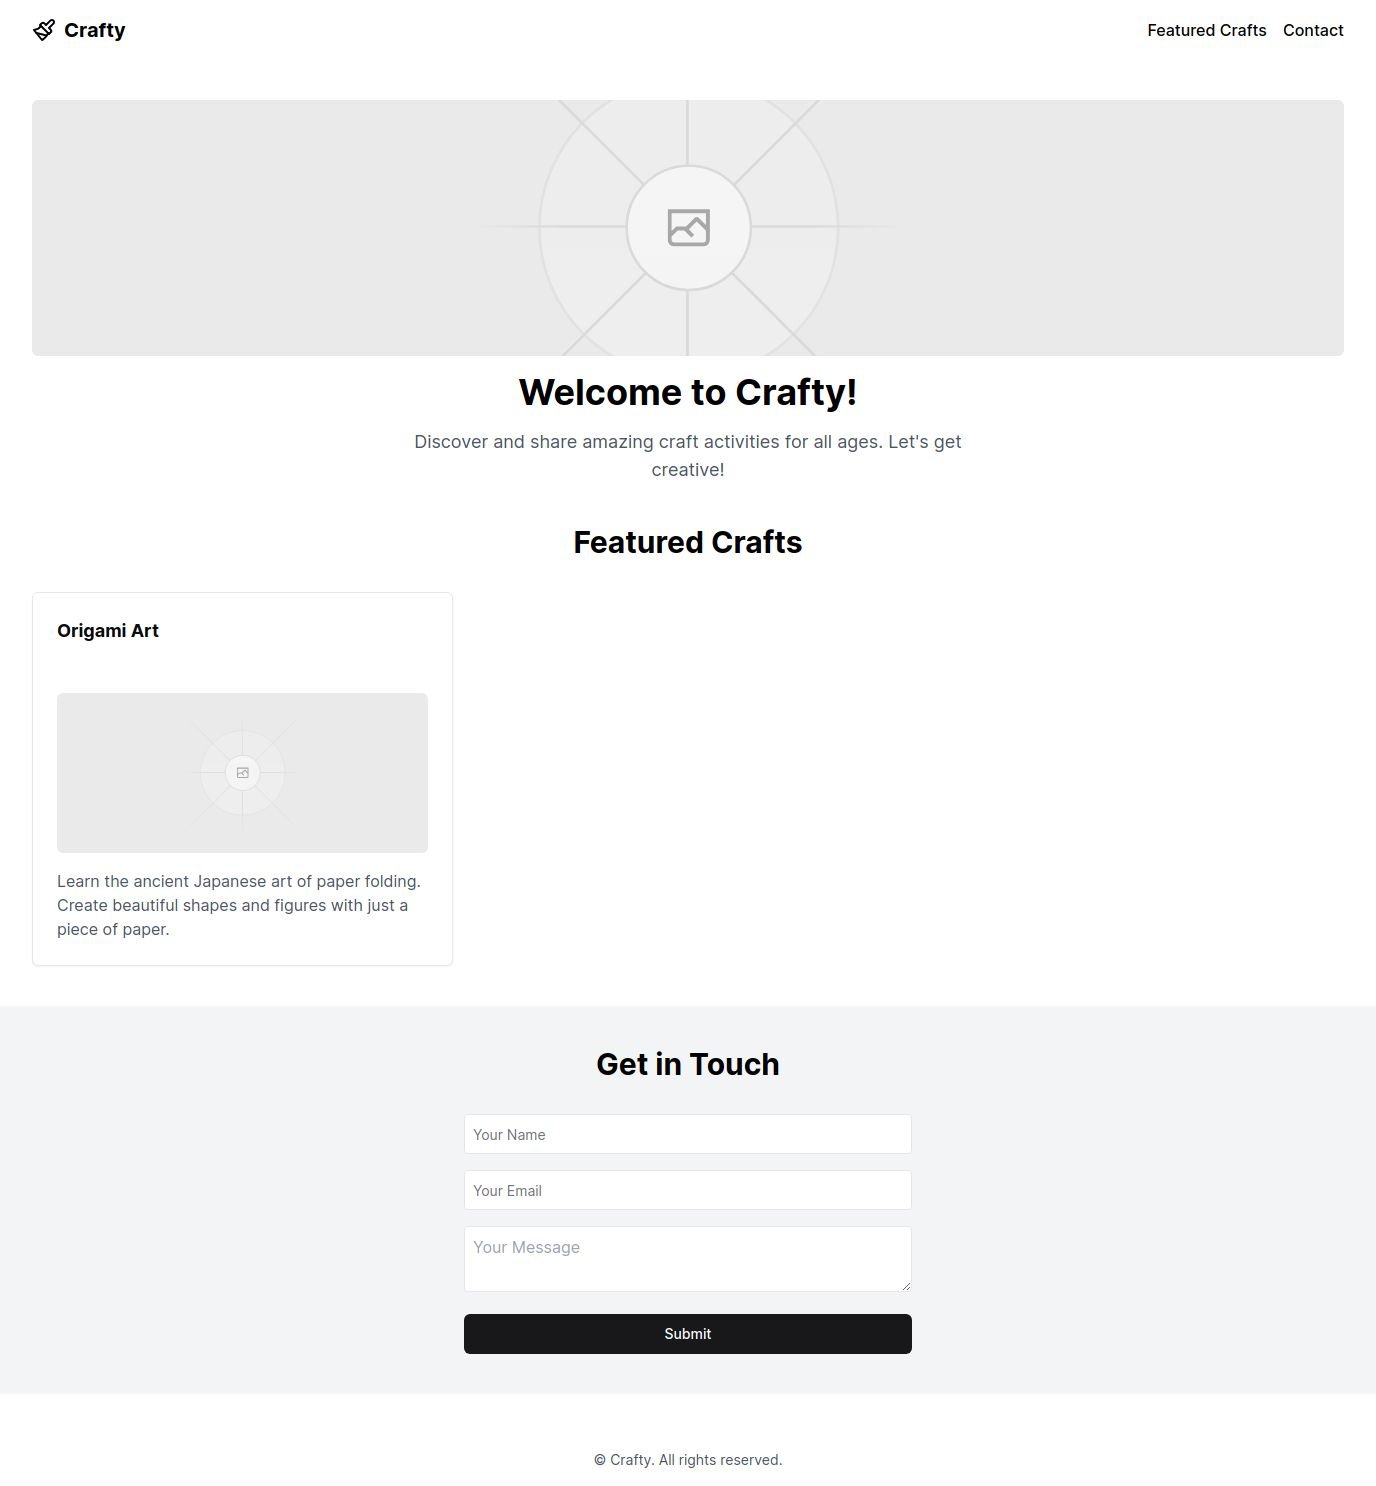 Crafty
Featured Crafts Contact
Welcome to Crafty!
Discover and share amazing craft activities for all ages. Let's get
creative!
Featured Crafts
Origami Art
Learn the ancient Japanese art of paper folding.
Create beautiful shapes and figures with just a
piece of paper.
Get in Touch
Your Name
Your Email
Your Message
Submit
© Crafty. All rights reserved.